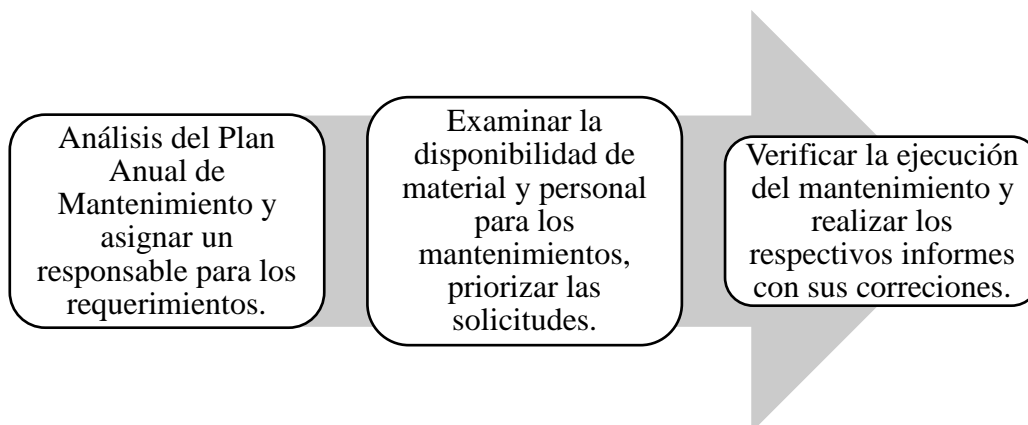 Análisis del Plan
Anual de
Mantenimiento y
asignar un
responsable para los
requerimientos.
Examinar la
disponibilidad de
material y personal
para los
mantenimientos,
priorizar las
solicitudes.
Verificar la ejecución
del mantenimiento y
realizar los
respectivos informes
con sus correciones.